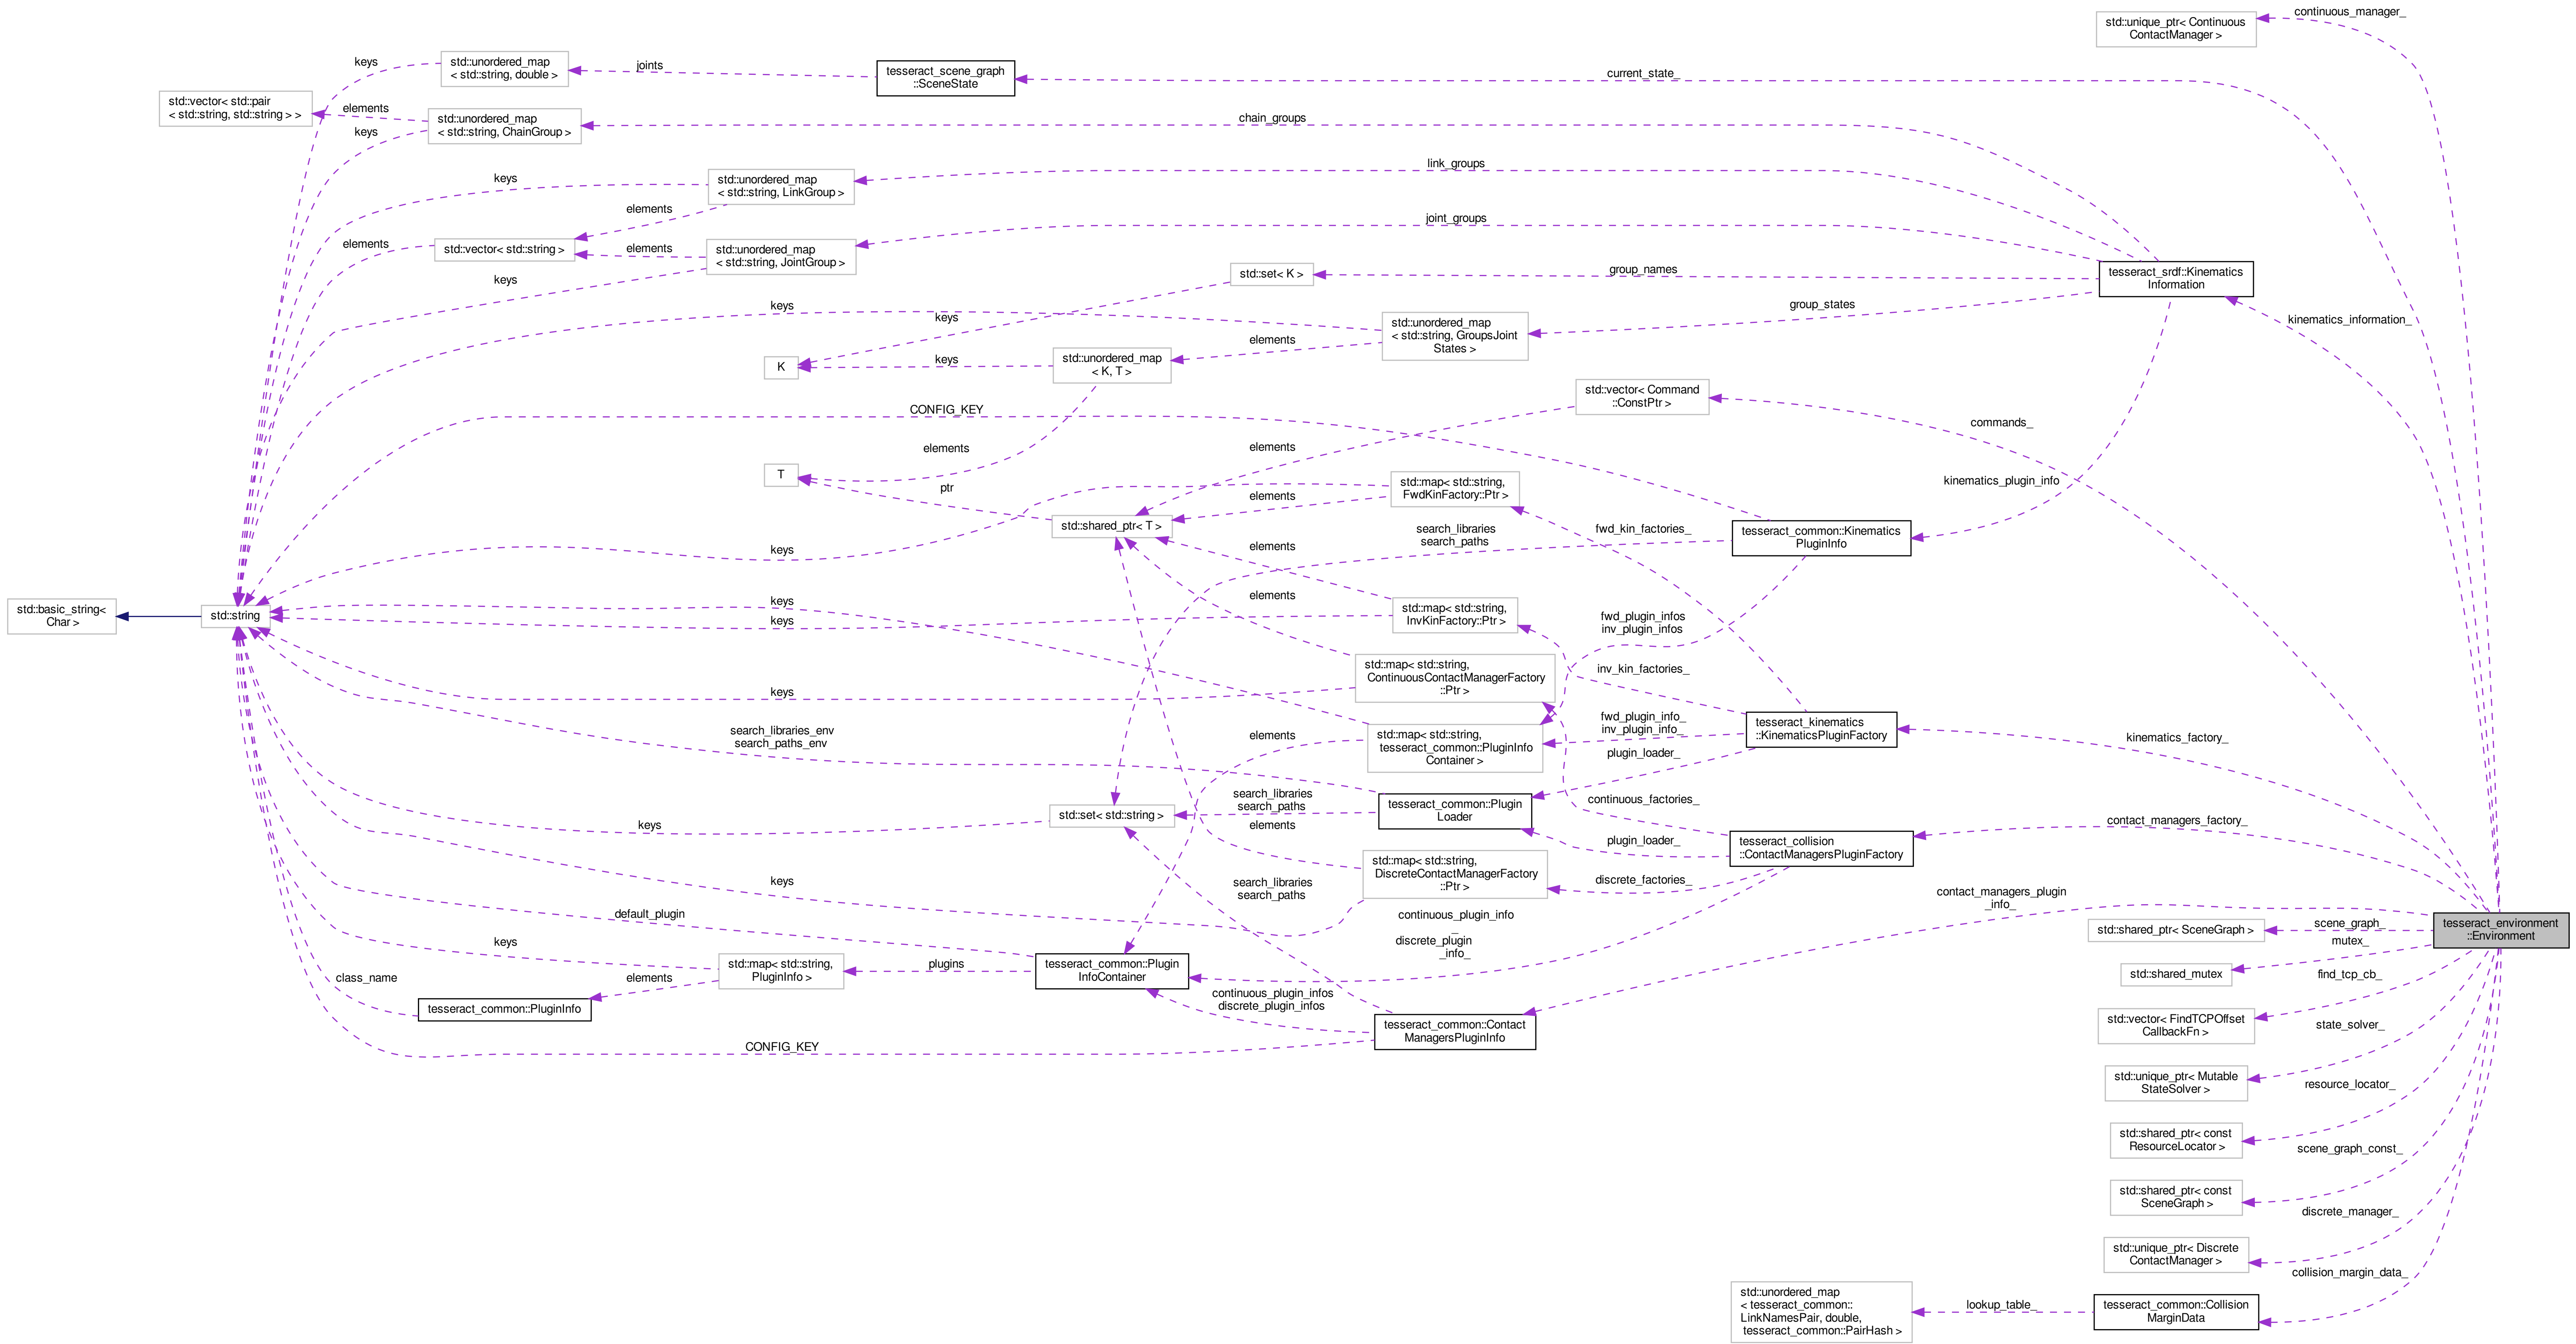 continuous_manager_
std::unique_ptr< Continuous
ContactManager >
keys
std::unordered_map
< std::string, double >
joints
tesseract_scene_graph
::SceneState
current_state_
std::vector< std::pair
< std::string, std::string > >
elements
keys
std::unordered_map
< std::string, ChainGroup >
chain_groups
keys
std::unordered_map
< std::string, LinkGroup >
link_groups
elements
elements
std::vector< std::string >
elements
std::unordered_map
< std::string, JointGroup >
joint_groups
keys
std::set< K >
group_names
tesseract_srdf::Kinematics
Information
keys
keys
group_states
std::unordered_map
< std::string, GroupsJoint
States >
kinematics_information_
K
keys
std::unordered_map
< K, T >
elements
std::vector< Command
::ConstPtr >
CONFIG_KEY
commands_
elements
elements
T
ptr
std::map< std::string,
FwdKinFactory::Ptr >
elements
kinematics_plugin_info
std::shared_ptr< T >
search_libraries
search_paths
fwd_kin_factories_
tesseract_common::Kinematics
PluginInfo
keys
elements
elements
std::basic_string<
Char >
std::string
keys
keys
std::map< std::string,
InvKinFactory::Ptr >
fwd_plugin_infos
inv_plugin_infos
std::map< std::string,
ContinuousContactManagerFactory
::Ptr >
inv_kin_factories_
keys
search_libraries_env
search_paths_env
elements
std::map< std::string,
tesseract_common::PluginInfo
Container >
fwd_plugin_info_
inv_plugin_info_
tesseract_kinematics
::KinematicsPluginFactory
kinematics_factory_
plugin_loader_
search_libraries
search_paths
tesseract_common::Plugin
Loader
continuous_factories_
keys
std::set< std::string >
elements
plugin_loader_
tesseract_collision
::ContactManagersPluginFactory
contact_managers_factory_
keys
search_libraries
search_paths
std::map< std::string,
DiscreteContactManagerFactory
::Ptr >
discrete_factories_
contact_managers_plugin
_info_
default_plugin
continuous_plugin_info
_
discrete_plugin
_info_
std::shared_ptr< SceneGraph >
scene_graph_
tesseract_environment
::Environment
mutex_
keys
class_name
elements
std::map< std::string,
PluginInfo >
plugins
tesseract_common::Plugin
InfoContainer
std::shared_mutex
find_tcp_cb_
tesseract_common::PluginInfo
continuous_plugin_infos
discrete_plugin_infos
tesseract_common::Contact
ManagersPluginInfo
std::vector< FindTCPOffset
CallbackFn >
state_solver_
CONFIG_KEY
std::unique_ptr< Mutable
StateSolver >
resource_locator_
std::shared_ptr< const
ResourceLocator >
scene_graph_const_
std::shared_ptr< const
SceneGraph >
discrete_manager_
std::unique_ptr< Discrete
ContactManager >
collision_margin_data_
std::unordered_map
< tesseract_common::
LinkNamesPair, double,
tesseract_common::PairHash >
lookup_table_
tesseract_common::Collision
MarginData